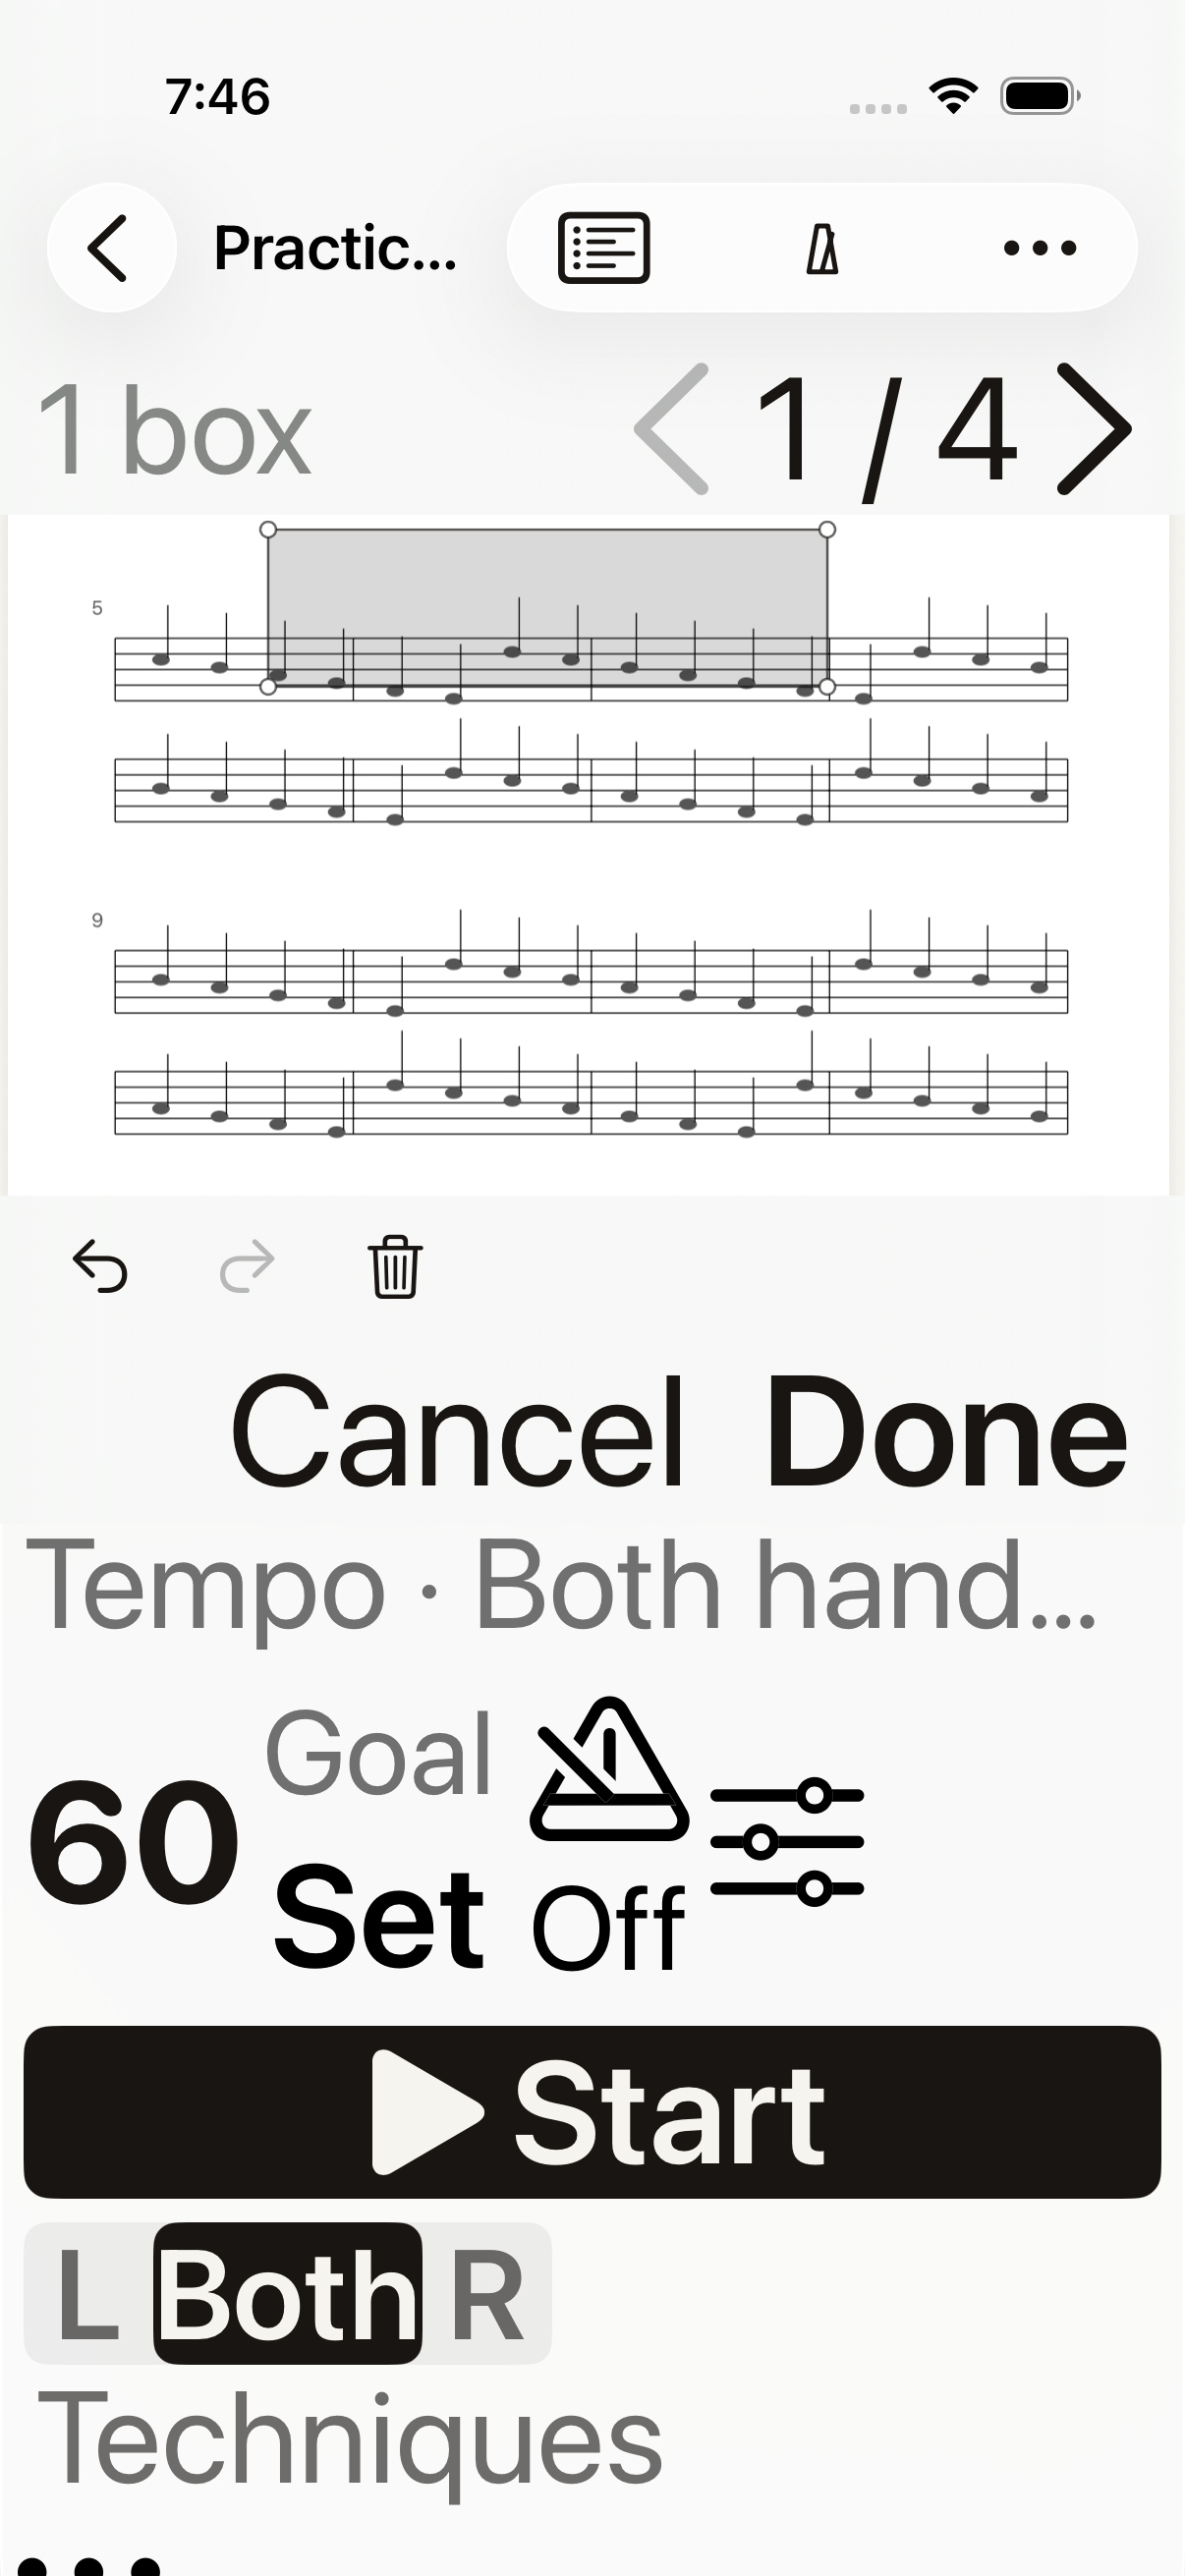 7:46
Practic...
1 box
1 / 4
5
9
Cancel Done
Tempo · Both hand...
60
Goal
Set
Off
Start
L Both R
Techniques